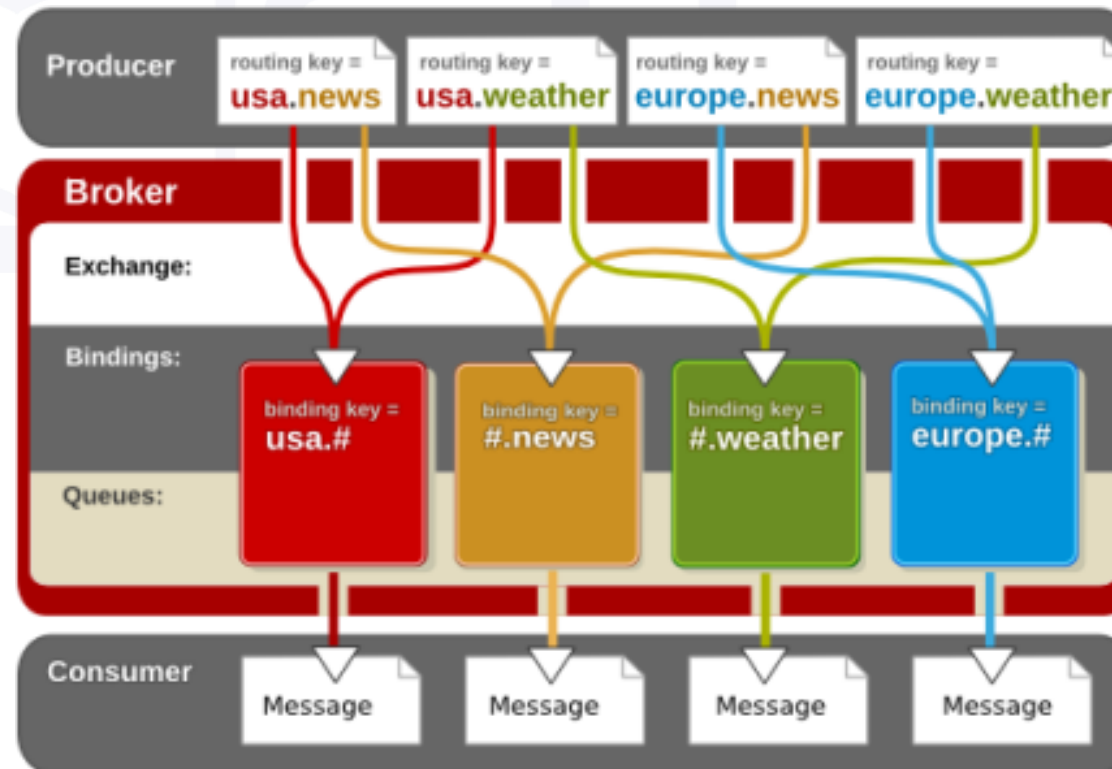 Producer
routing key =
usa.news
routing key =
usa.weather
routing key =
europe.news
routing key =
europe.weather
Broker
Exchange:
Bindings:
binding key =
usa.#
binding key =
#.news
binding key =
#.weather
binding key =
europe.#
Queues:
Consumer
Message
Message
Message
Message